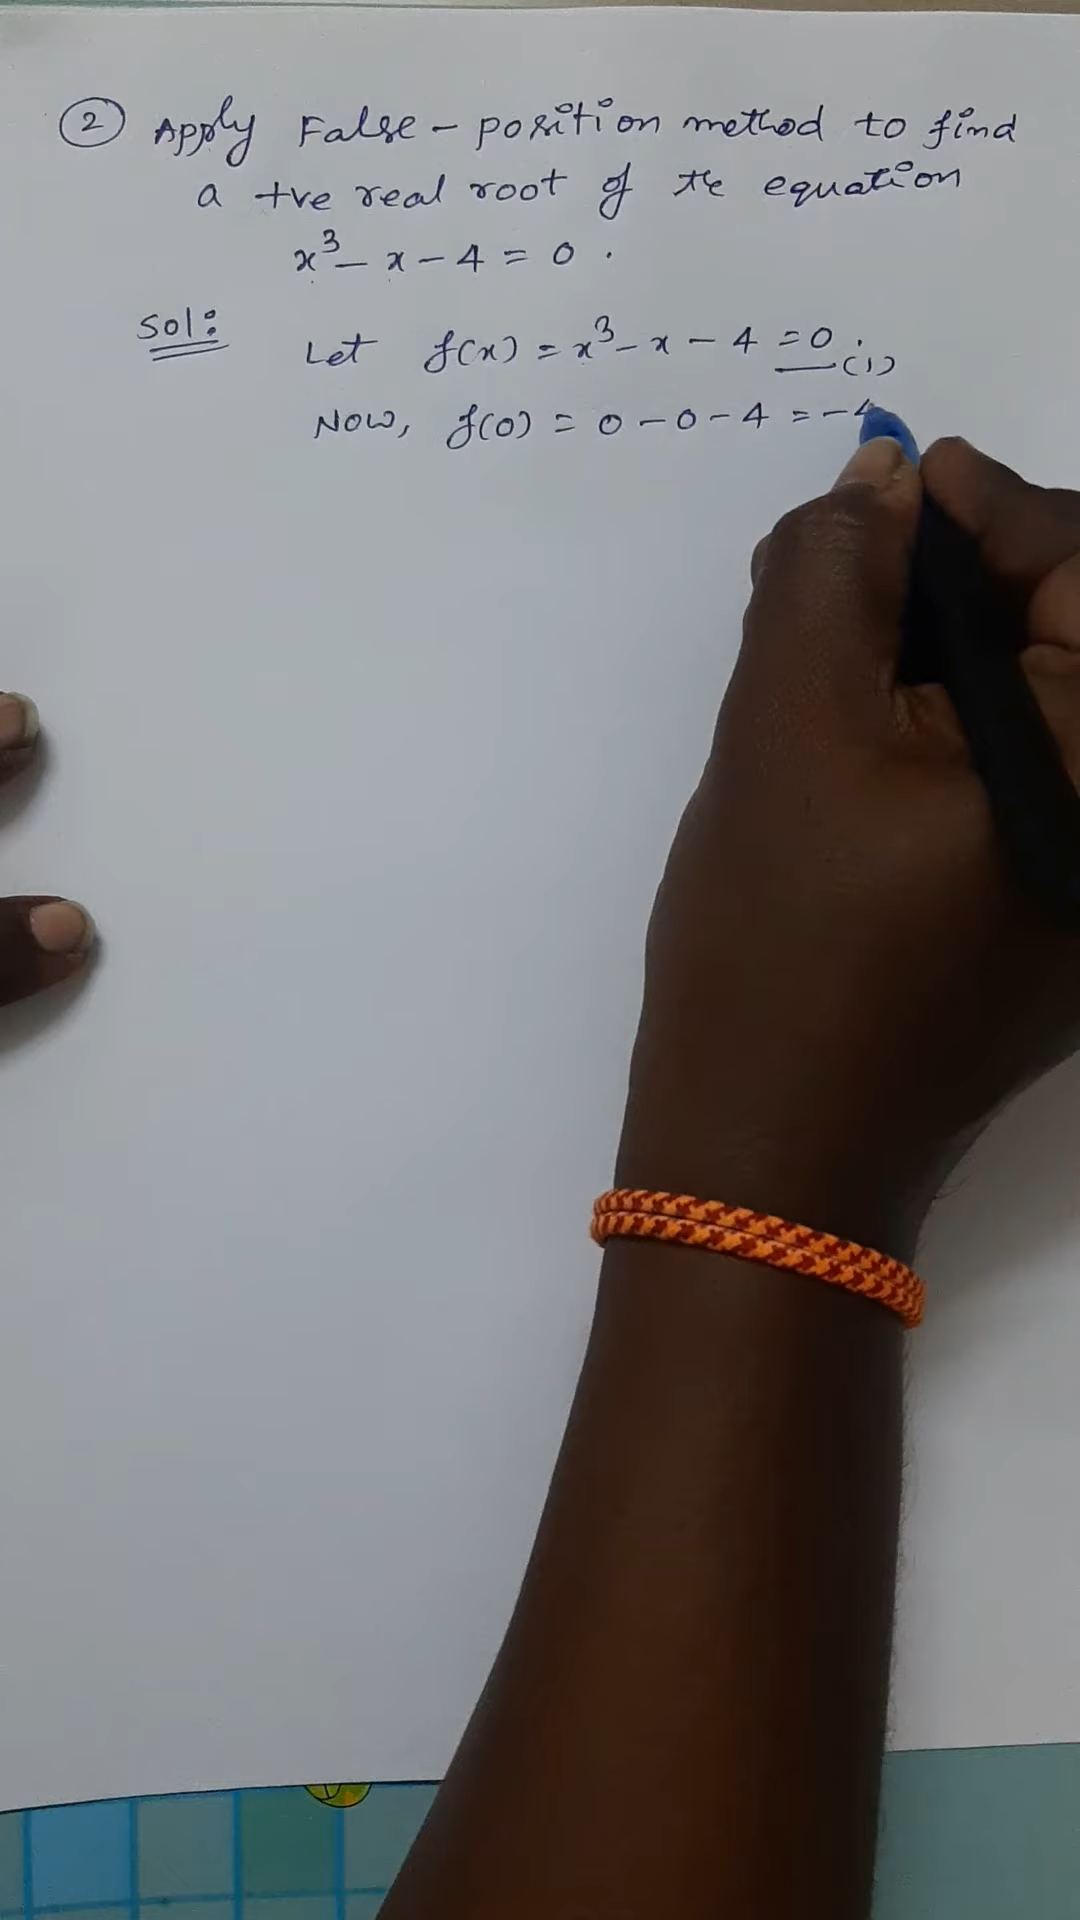 ② Apply False-position method to find
a +ve real root of the equation
x³ - x - 4 = 0 .
Sol:
Let f(x) = x³ - x - 4 = 0 . (1)
Now, f(0) = 0 - 0 - 4 = -4